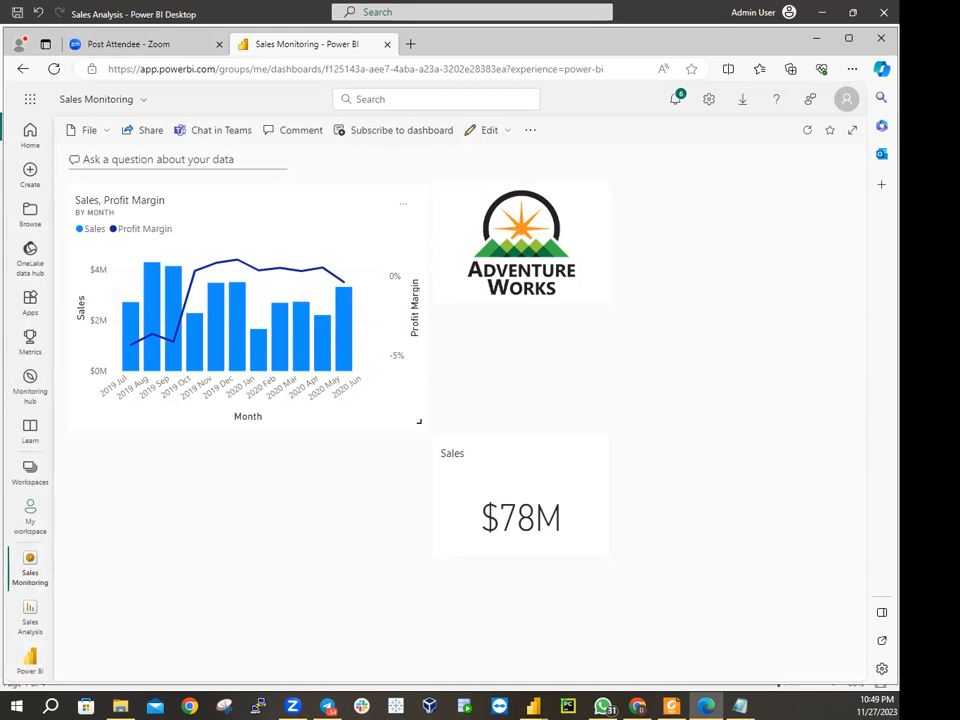 Sales Analysis - Power BI Desktop
Search
Admin User
Post Attendee - Zoom
Sales Monitoring - Power BI
https://app.powerbi.com/groups/me/dashboards/f125143a-aee7-4aba-a23a-3202e28383ea?experience=power-bi
Sales Monitoring
Search
6
File
Share
Chat in Teams
Comment
Subscribe to dashboard
Edit
Ask a question about your data
Home
Create
Browse
OneLake
data hub
Apps
Metrics
Monitoring
hub
Learn
Workspaces
My
workspace
Sales
Monitoring
Sales
Analysis
Power BI
Sales, Profit Margin
BY MONTH
Sales
Profit Margin
$4M
$2M
$0M
Sales
0%
-5%
Profit Margin
2019 Jul
2019 Aug
2019 Sep
2019 Oct
2019 Nov
2019 Dec
2020 Jan
2020 Feb
2020 Mar
2020 Apr
2020 May
2020 Jun
Month
ADVENTURE
WORKS
Sales
$78M
31
10:49 PM
11/27/2023